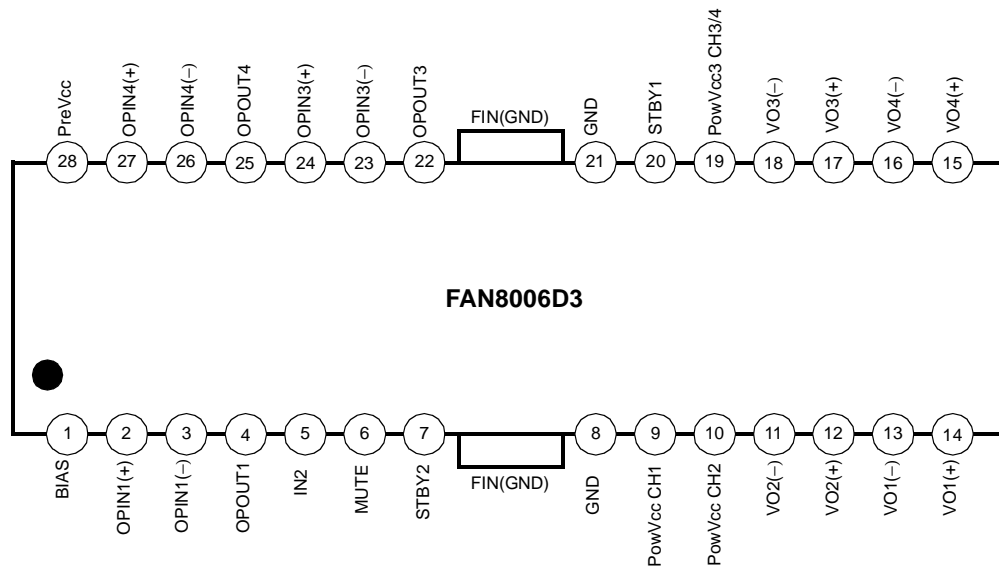 PreVcc
OPIN4(+)
OPIN4(−)
OPOUT4
OPIN3(+)
OPIN3(−)
OPOUT3
FIN(GND)
GND
STBY1
PowVcc3 CH3/4
VO3(−)
VO3(+)
VO4(−)
VO4(+)
28
27
26
25
24
23
22
21
20
19
18
17
16
15
FAN8006D3
1
2
3
4
5
6
7
8
9
10
11
12
13
14
BIAS
OPIN1(+)
OPIN1(−)
OPOUT1
IN2
MUTE
STBY2
FIN(GND)
GND
PowVcc CH1
PowVcc CH2
VO2(−)
VO2(+)
VO1(−)
VO1(+)